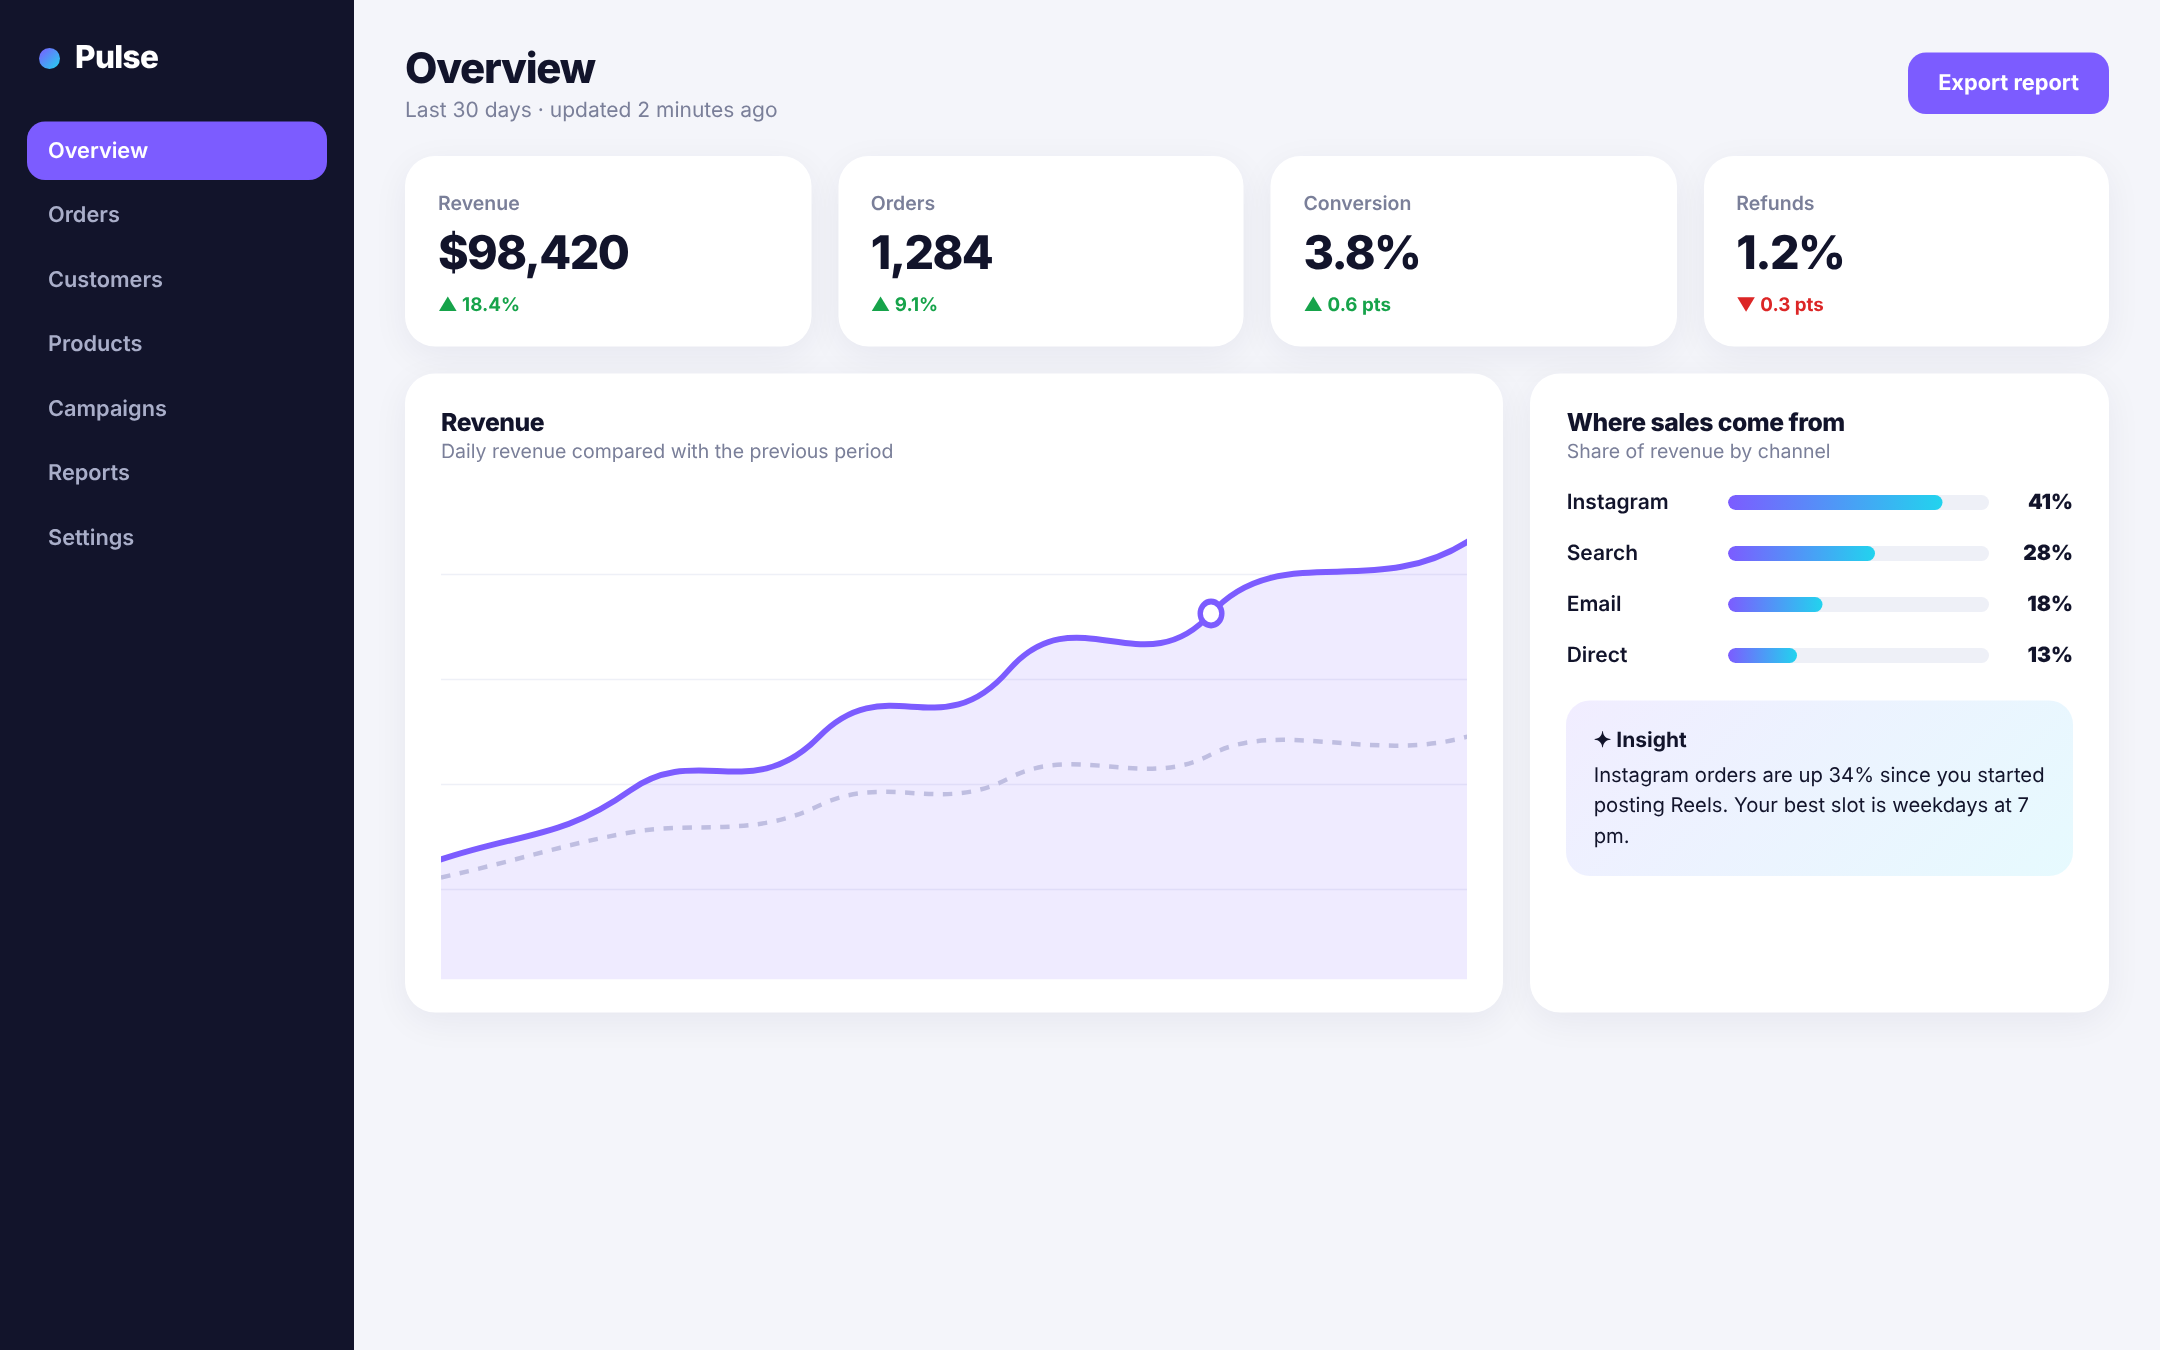 Pulse
Overview
Orders
Customers
Products
Campaigns
Reports
Settings
Overview
Last 30 days · updated 2 minutes ago
Export report
Revenue
$98,420
▲ 18.4%
Orders
1,284
▲ 9.1%
Conversion
3.8%
▲ 0.6 pts
Refunds
1.2%
▼ 0.3 pts
Revenue
Daily revenue compared with the previous period
Where sales come from
Share of revenue by channel
Instagram 41%
Search 28%
Email 18%
Direct 13%
✦ Insight
Instagram orders are up 34% since you started
posting Reels. Your best slot is weekdays at 7
pm.